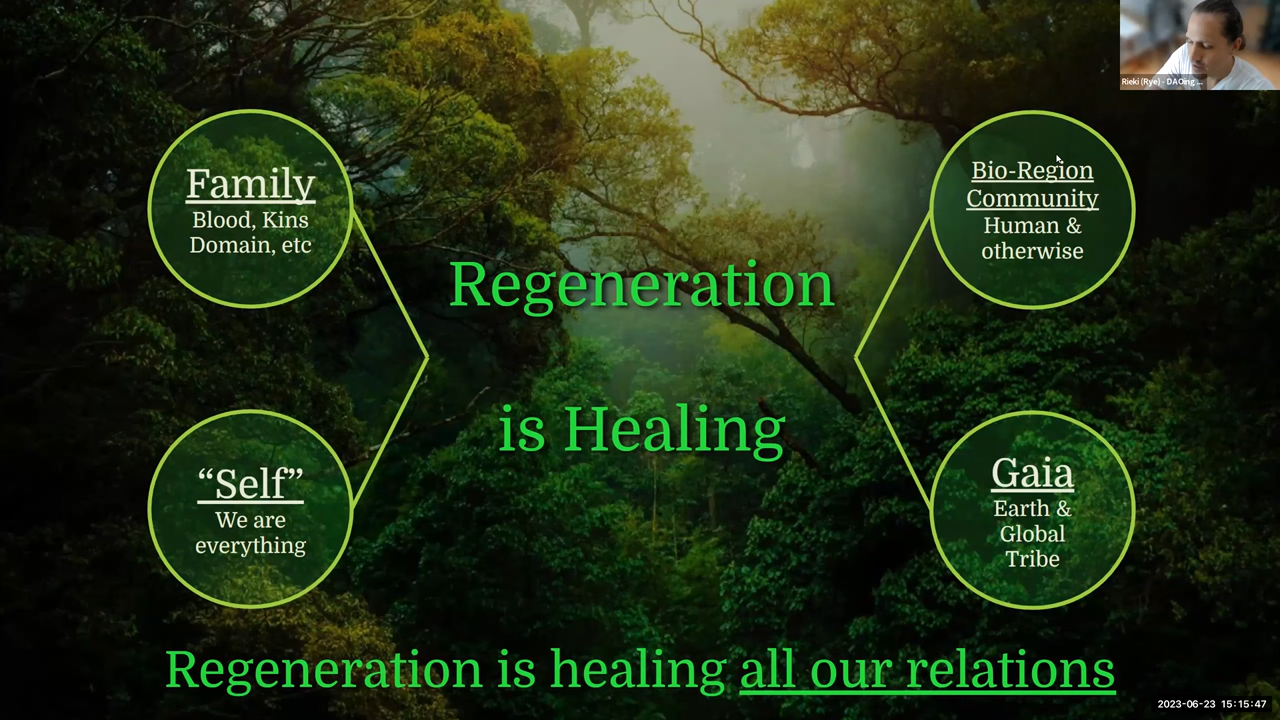 Rieki (Rye) - DAOing ...
Family
Blood, Kins
Domain, etc
Bio-Region
Community
Human &
otherwise
Regeneration
is Healing
“Self”
We are
everything
Gaia
Earth &
Global
Tribe
Regeneration is healing all our relations
2023-06-23 15:15:47